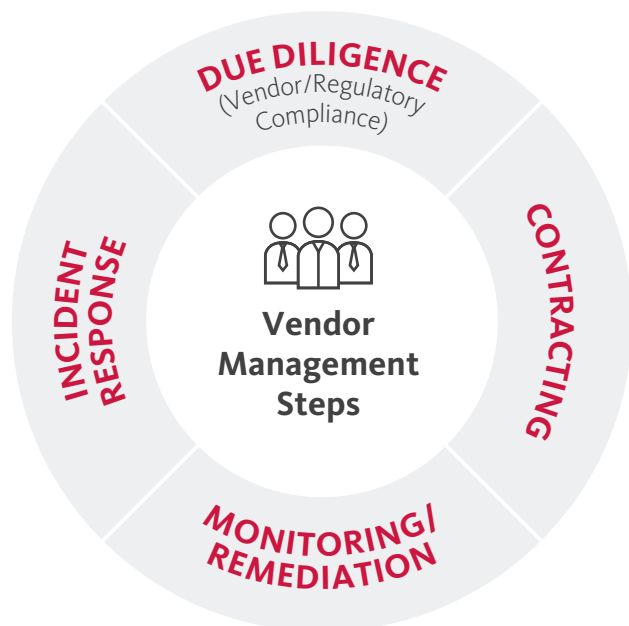 DUE DILIGENCE
(Vendor/Regulatory
Compliance)
CONTRACTING
MONITORING/
REMEDIATION
INCIDENT
RESPONSE
Vendor
Management
Steps